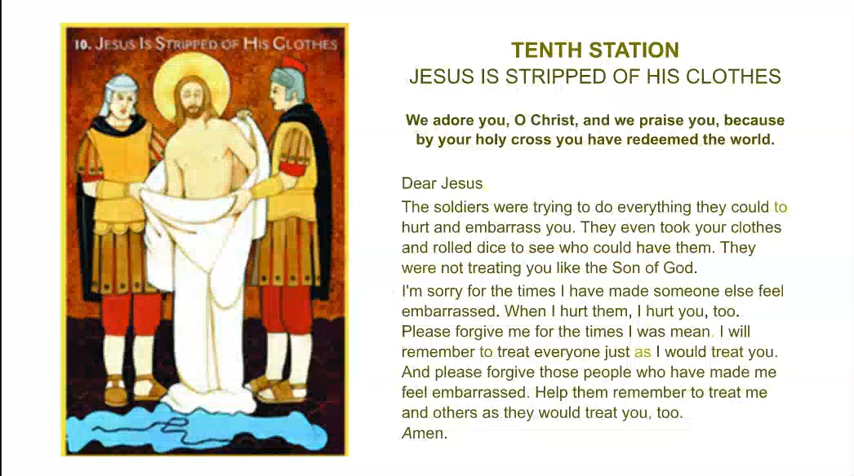 10. JESUS IS STRIPPED OF HIS CLOTHES
TENTH STATION
JESUS IS STRIPPED OF HIS CLOTHES
We adore you, O Christ, and we praise you, because
by your holy cross you have redeemed the world.
Dear Jesus
The soldiers were trying to do everything they could to
hurt and embarrass you. They even took your clothes
and rolled dice to see who could have them. They
were not treating you like the Son of God.
I'm sorry for the times I have made someone else feel
embarrassed. When I hurt them, I hurt you, too.
Please forgive me for the times I was mean. I will
remember to treat everyone just as I would treat you.
And please forgive those people who have made me
feel embarrassed. Help them remember to treat me
and others as they would treat you, too.
Amen.